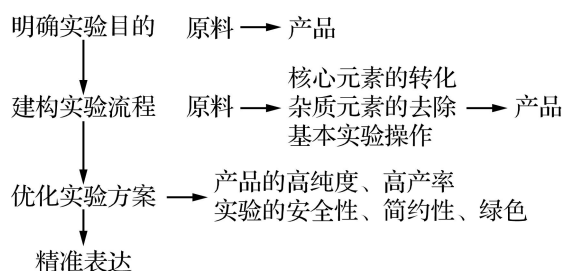 明确实验目的 原料 产品
核心元素的转化
建构实验流程 原料 杂质元素的去除 产品
基本实验操作
产品的高纯度、高产率
优化实验方案
实验的安全性、简约性、绿色
精准表达